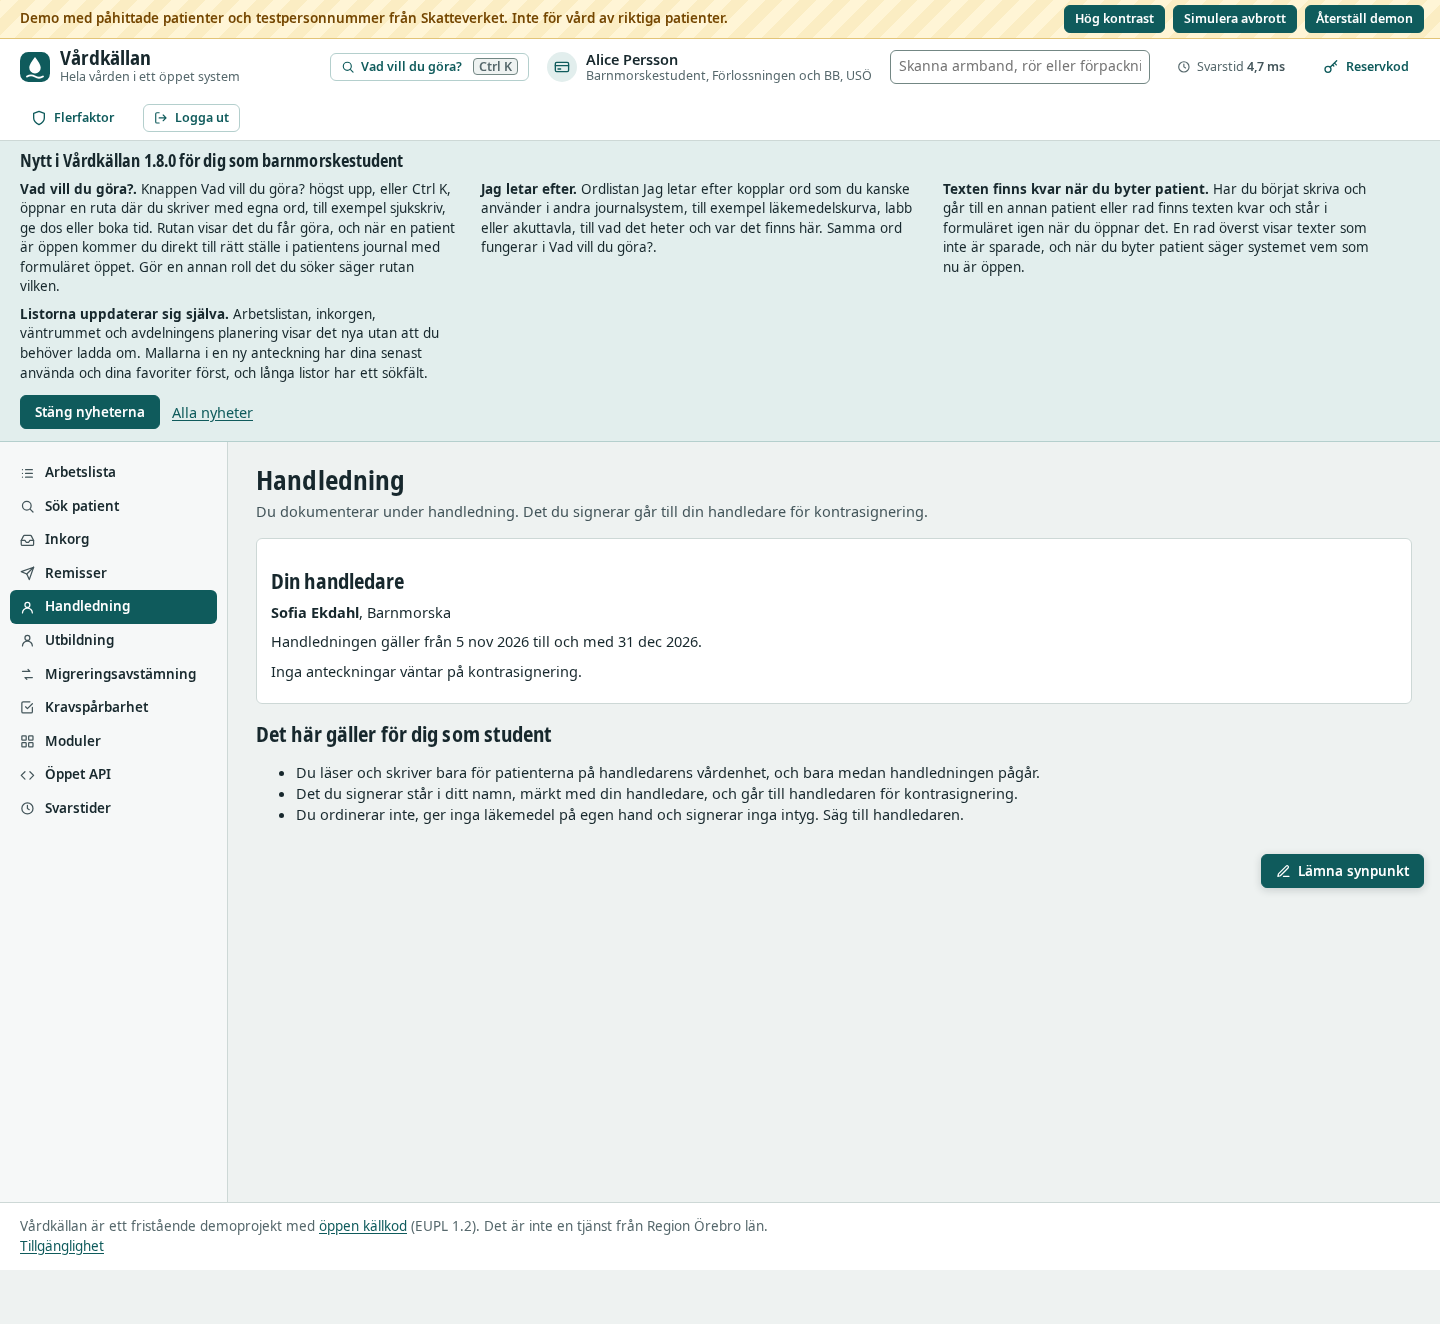 Demo med påhittade patienter och testpersonnummer från Skatteverket. Inte för vård av riktiga patienter.
Hög kontrast
Simulera avbrott
Återställ demon
Vårdkällan
Hela vården i ett öppet system
Vad vill du göra? Ctrl K
Alice Persson
Barnmorskestudent, Förlossningen och BB, USÖ
Skanna armband, rör eller förpackni
Svarstid 4,7 ms
Reservkod
Flerfaktor
Logga ut
Nytt i Vårdkällan 1.8.0 för dig som barnmorskestudent
Vad vill du göra?. Knappen Vad vill du göra? högst upp, eller Ctrl K,
öppnar en ruta där du skriver med egna ord, till exempel sjukskriv,
ge dos eller boka tid. Rutan visar det du får göra, och när en patient
är öppen kommer du direkt till rätt ställe i patientens journal med
formuläret öppet. Gör en annan roll det du söker säger rutan
vilken.
Jag letar efter. Ordlistan Jag letar efter kopplar ord som du kanske
använder i andra journalsystem, till exempel läkemedelskurva, labb
eller akuttavla, till vad det heter och var det finns här. Samma ord
fungerar i Vad vill du göra?.
Texten finns kvar när du byter patient. Har du börjat skriva och
går till en annan patient eller rad finns texten kvar och står i
formuläret igen när du öppnar det. En rad överst visar texter som
inte är sparade, och när du byter patient säger systemet vem som
nu är öppen.
Listorna uppdaterar sig själva. Arbetslistan, inkorgen,
väntrummet och avdelningens planering visar det nya utan att du
behöver ladda om. Mallarna i en ny anteckning har dina senast
använda och dina favoriter först, och långa listor har ett sökfält.
Stäng nyheterna
Alla nyheter
Arbetslista
Sök patient
Inkorg
Remisser
Handledning
Utbildning
Migreringsavstämning
Kravspårbarhet
Moduler
Öppet API
Svarstider
Handledning
Du dokumenterar under handledning. Det du signerar går till din handledare för kontrasignering.
Din handledare
Sofia Ekdahl, Barnmorska
Handledningen gäller från 5 nov 2026 till och med 31 dec 2026.
Inga anteckningar väntar på kontrasignering.
Det här gäller för dig som student
• Du läser och skriver bara för patienterna på handledarens vårdenhet, och bara medan handledningen pågår.
• Det du signerar står i ditt namn, märkt med din handledare, och går till handledaren för kontrasignering.
• Du ordinerar inte, ger inga läkemedel på egen hand och signerar inga intyg. Säg till handledaren.
Lämna synpunkt
Vårdkällan är ett fristående demoprojekt med öppen källkod (EUPL 1.2). Det är inte en tjänst från Region Örebro län.
Tillgänglighet